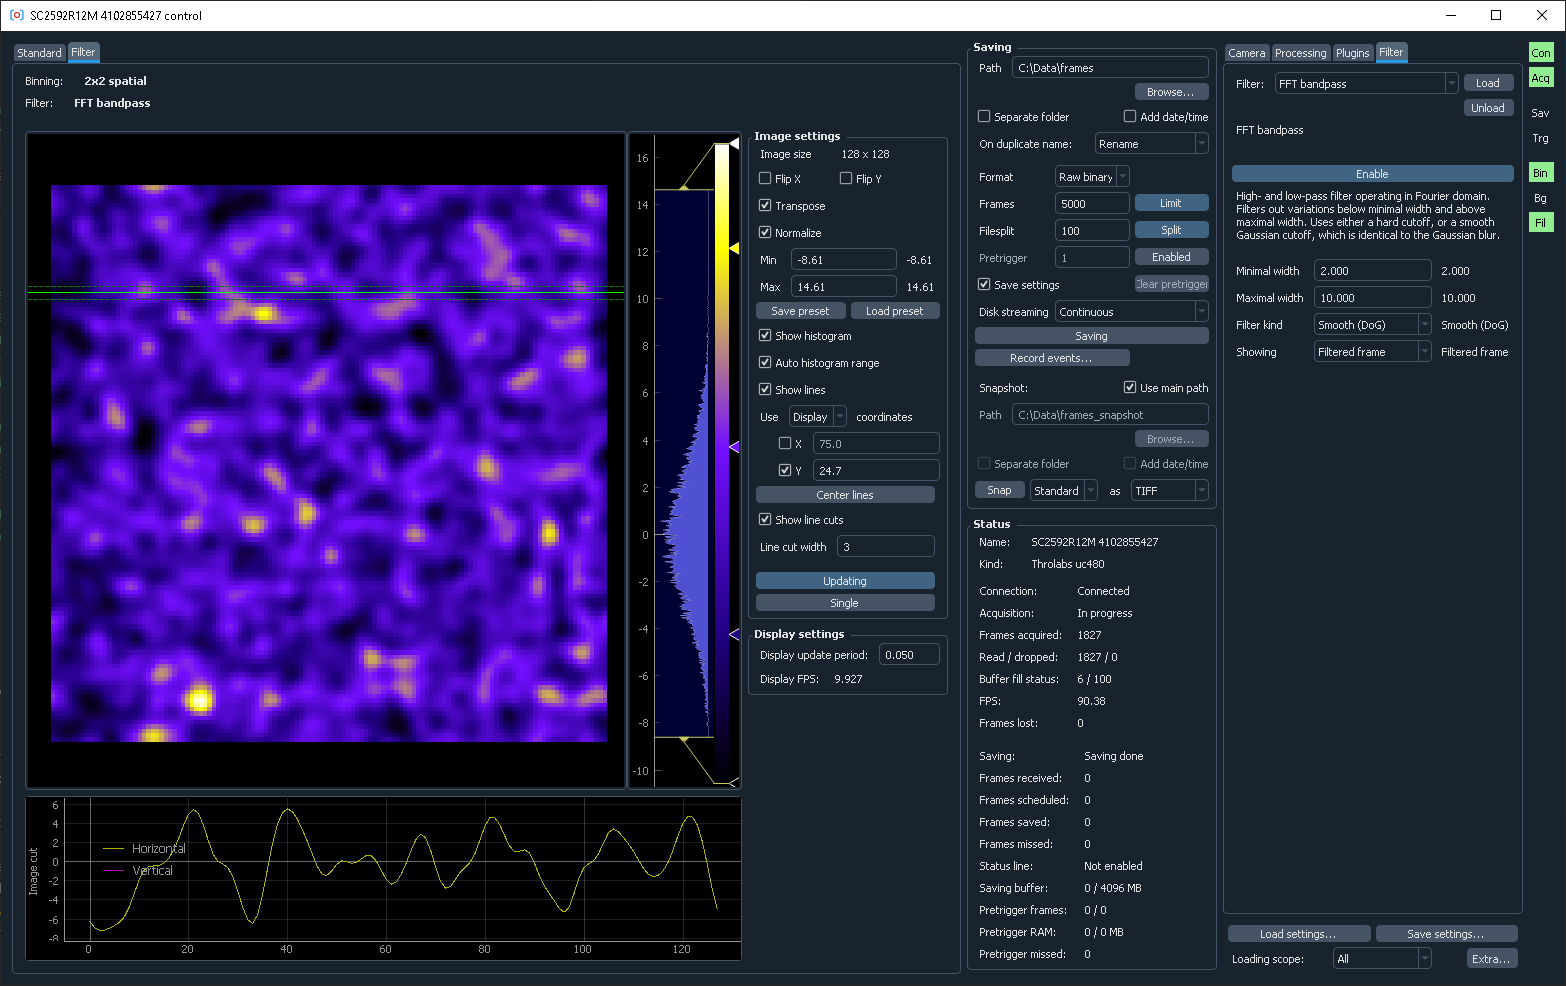 SC2592R12M 4102855427 control
Standard
Filter
Binning: 2x2 spatial
Filter: FFT bandpass
16
14
12
10
8
6
4
2
0
-2
-4
-6
-8
-10
6
4
2
0
-2
-4
-6
-8
Image cut
Horizontal
Vertical
0 20 40 60 80 100 120
Image settings
Image size 128 x 128
Flip X Flip Y
Transpose
Normalize
Min -8.61 -8.61
Max 14.61 14.61
Save preset Load preset
Show histogram
Auto histogram range
Show lines
Use Display coordinates
X 75.0
Y 24.7
Center lines
Show line cuts
Line cut width 3
Updating
Single
Display settings
Display update period: 0.050
Display FPS: 9.927
Saving
Path C:\Data\frames
Browse...
Separate folder Add date/time
On duplicate name: Rename
Format Raw binary
Frames 5000 Limit
Filesplit 100 Split
Pretrigger 1 Enabled
Save settings Clear pretrigger
Disk streaming Continuous
Saving
Record events...
Snapshot: Use main path
Path C:\Data\frames_snapshot
Browse...
Separate folder Add date/time
Snap Standard as TIFF
Status
Name: SC2592R12M 4102855427
Kind: Throlabs uc480
Connection: Connected
Acquisition: In progress
Frames acquired: 1827
Read / dropped: 1827 / 0
Buffer fill status: 6 / 100
FPS: 90.38
Frames lost: 0
Saving: Saving done
Frames received: 0
Frames scheduled: 0
Frames saved: 0
Frames missed: 0
Status line: Not enabled
Saving buffer: 0 / 4096 MB
Pretrigger frames: 0 / 0
Pretrigger RAM: 0 / 0 MB
Pretrigger missed: 0
Camera Processing Plugins Filter
Filter: FFT bandpass Load
Unload
FFT bandpass
Enable
High- and low-pass filter operating in Fourier domain.
Filters out variations below minimal width and above
maximal width. Uses either a hard cutoff, or a smooth
Gaussian cutoff, which is identical to the Gaussian blur.
Minimal width 2.000 2.000
Maximal width 10.000 10.000
Filter kind Smooth (DoG) Smooth (DoG)
Showing Filtered frame Filtered frame
Load settings... Save settings...
Loading scope: All Extra...
Con
Acq
Sav
Trg
Bin
Bg
Fil